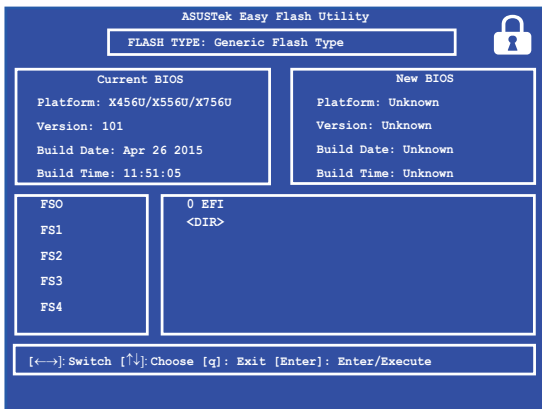 ASUSTek Easy Flash Utility
FLASH TYPE: Generic Flash Type
Current BIOS
Platform: X456U/X556U/X756U
Version: 101
Build Date: Apr 26 2015
Build Time: 11:51:05
New BIOS
Platform: Unknown
Version: Unknown
Build Date: Unknown
Build Time: Unknown
FSO
FS1
FS2
FS3
FS4
0 EFI
<DIR>
[←→]: Switch [↑↓]: Choose [q]: Exit [Enter]: Enter/Execute